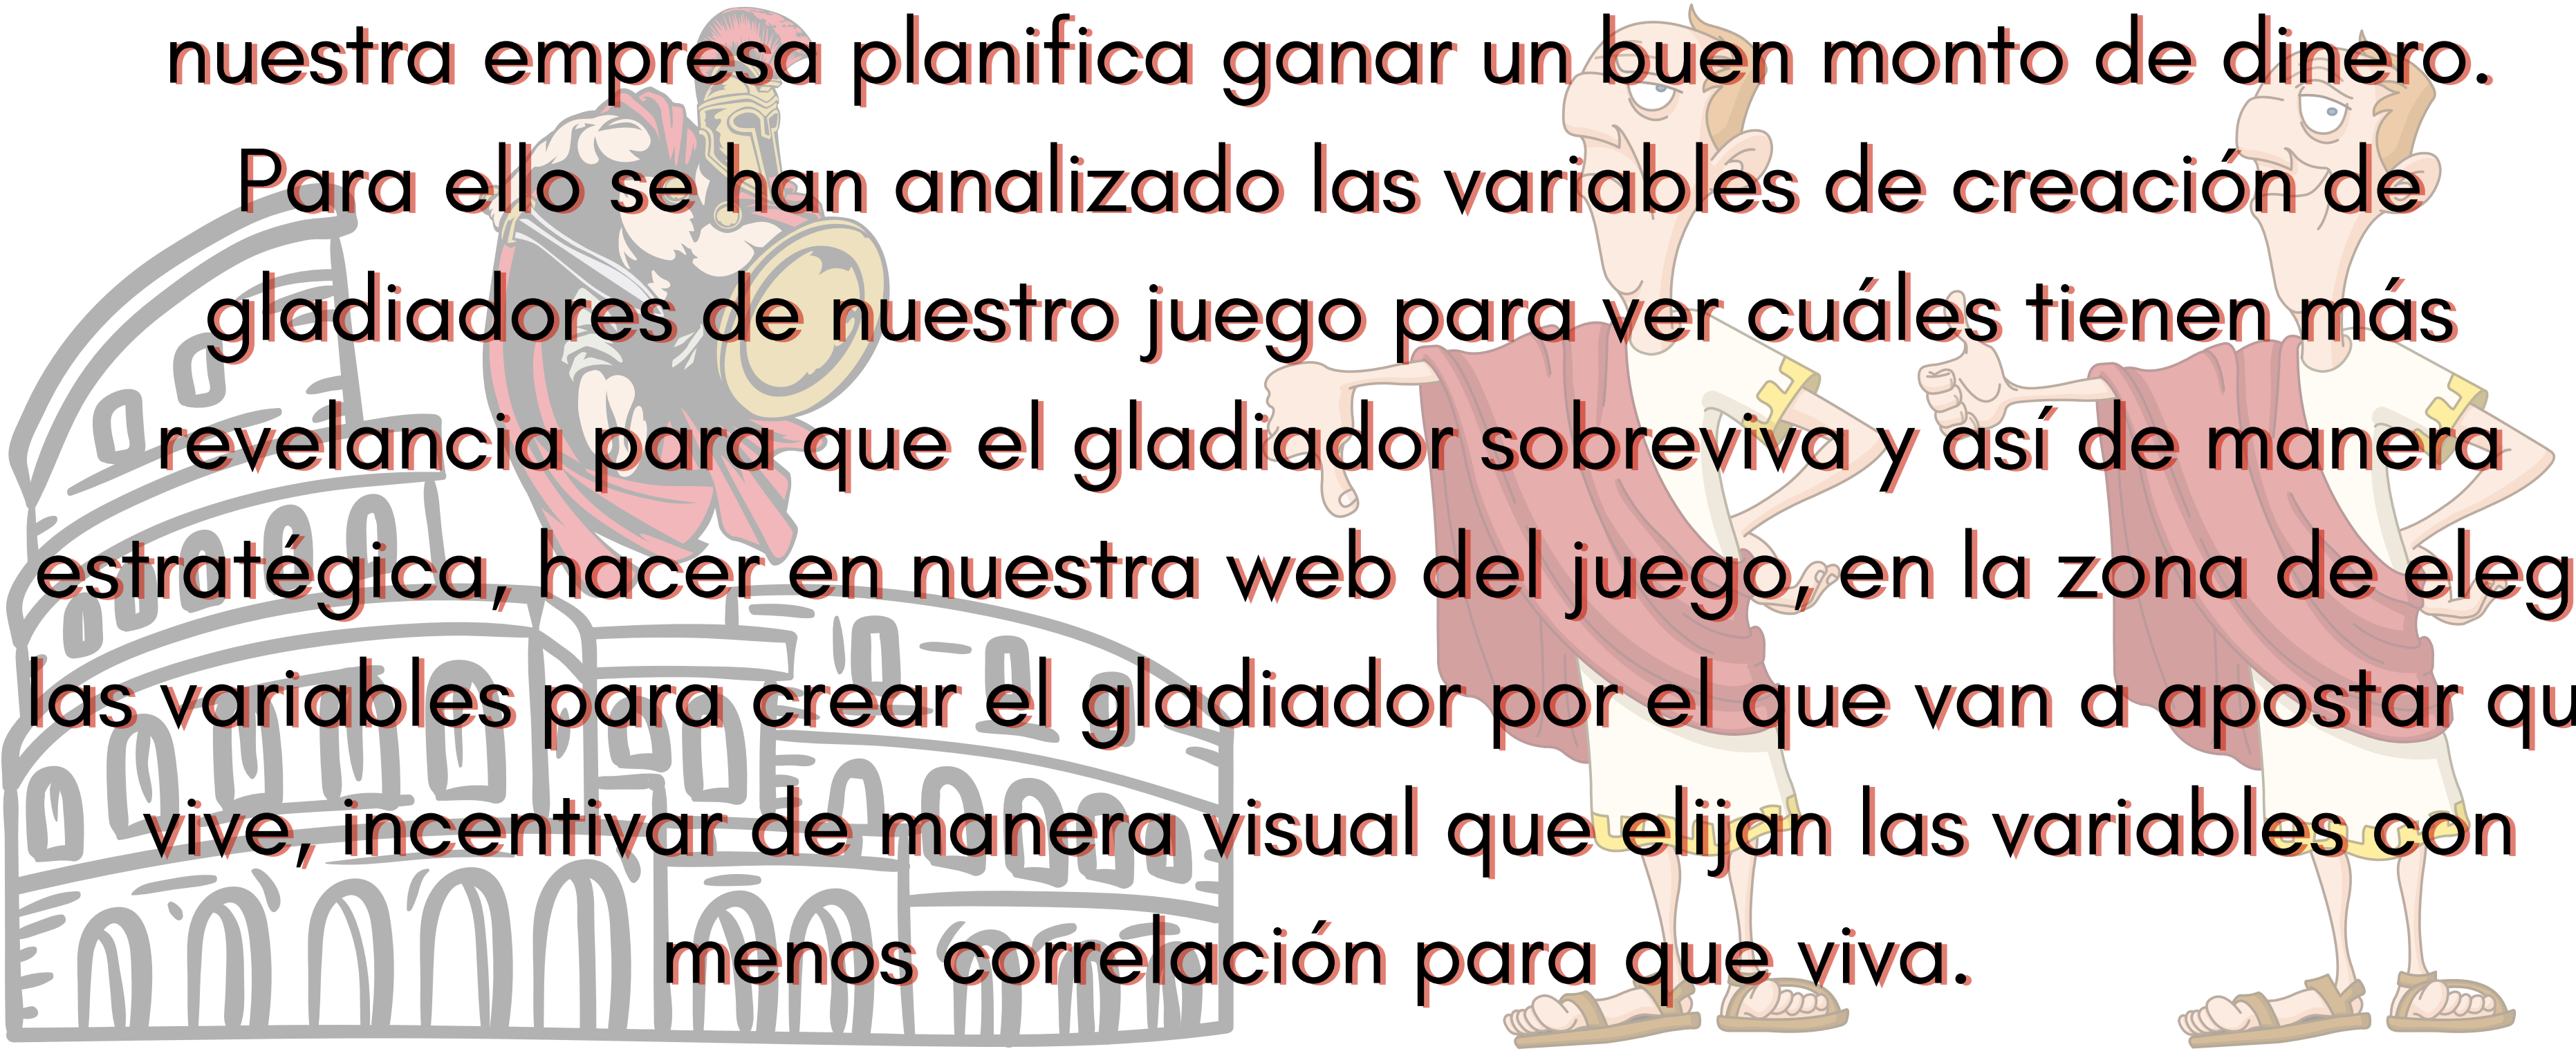 nuestra empresa planifica ganar un buen monto de dinero.
Para ello se han analizado las variables de creación de
gladiadores de nuestro juego para ver cuáles tienen más
revelancia para que el gladiador sobreviva y así de manera
estratégica, hacer en nuestra web del juego, en la zona de eleg
las variables para crear el gladiador por el que van a apostar qu
vive, incentivar de manera visual que elijan las variables con
menos correlación para que viva.